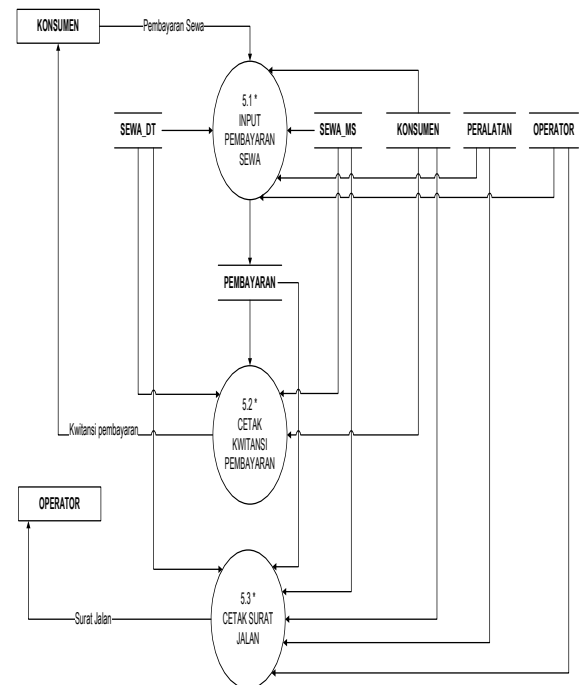 KONSUMEN
Pembayaran Sewa
5.1 *
INPUT
PEMBAYARAN
SEWA
SEWA_DT
SEWA_MS
KONSUMEN
PERALATAN
OPERATOR
PEMBAYARAN
5.2 *
CETAK
KWITANSI
PEMBAYARAN
Kwitansi pembayaran
OPERATOR
5.3 *
CETAK SURAT
JALAN
Surat Jalan